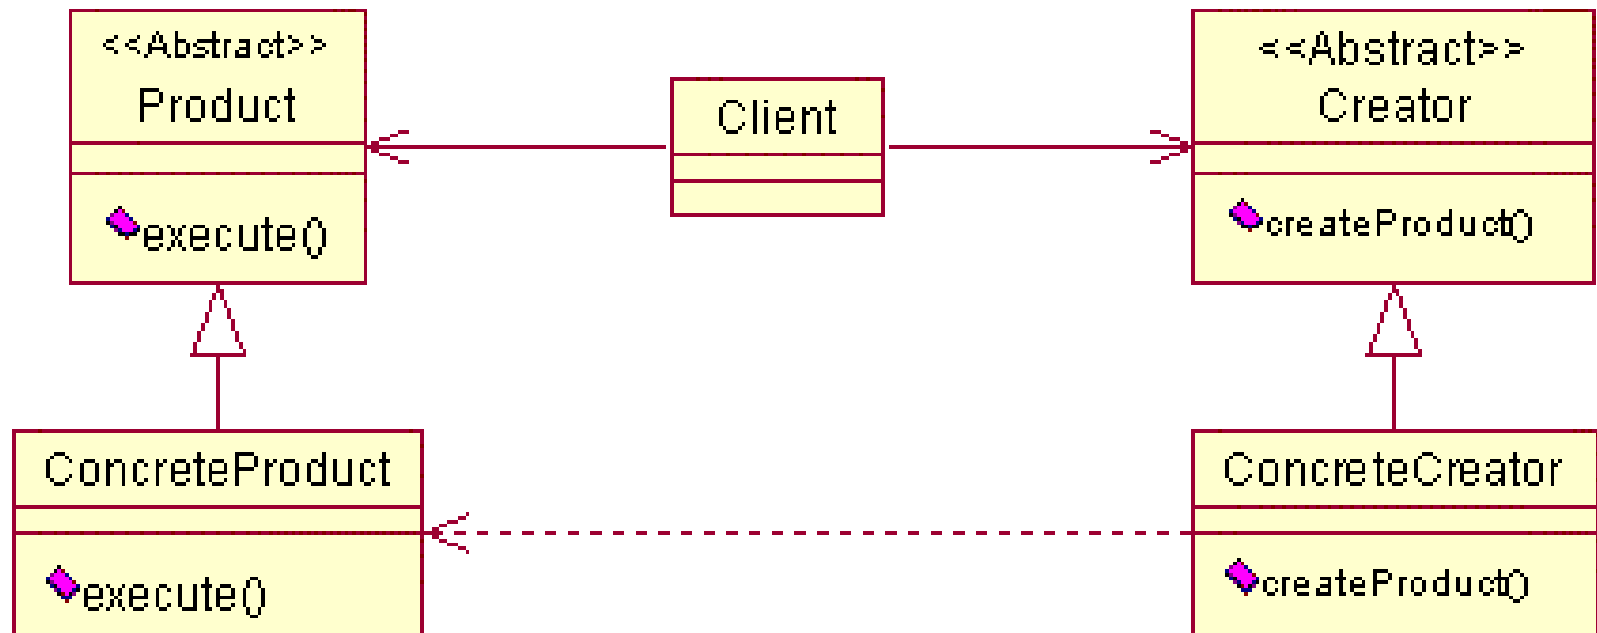 <<Abstract>>
Product
execute()
Client
<<Abstract>>
Creator
createProduct()
ConcreteProduct
execute()
ConcreteCreator
createProduct()